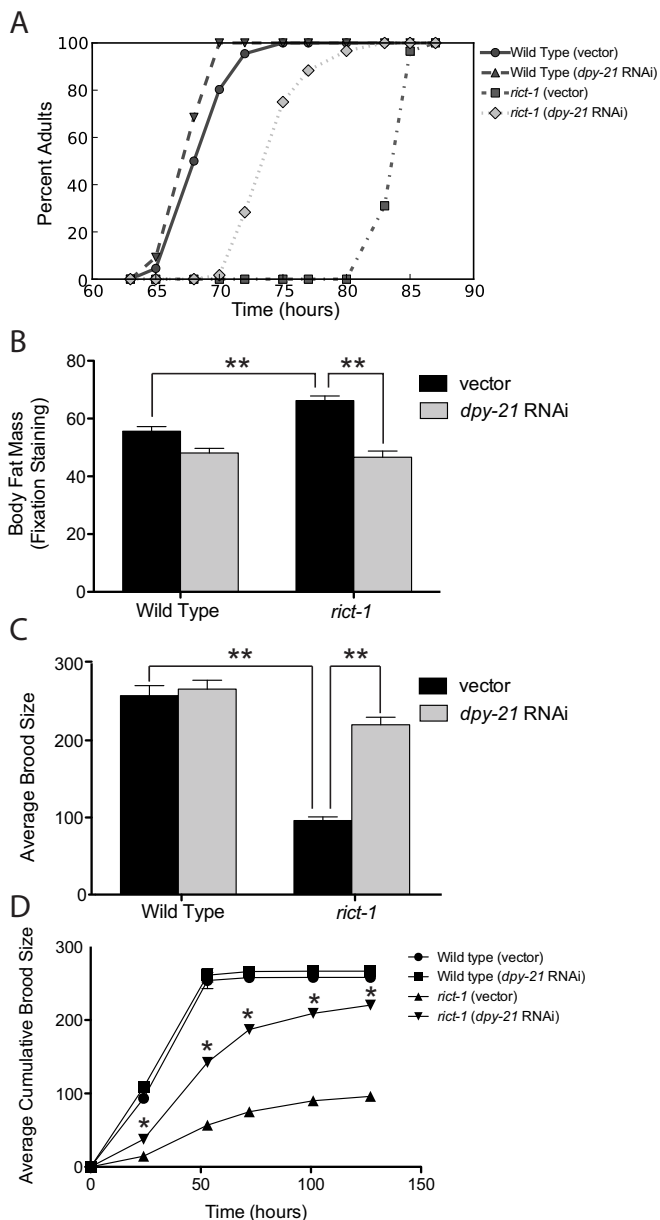 A
100
80
60
40
20
0
Percent Adults
60 65 70 75 80 85 90
Time (hours)
Wild Type (vector)
Wild Type (dpy-21 RNAi)
rict-1 (vector)
rict-1 (dpy-21 RNAi)
B
80
60
40
20
0
Body Fat Mass
(Fixation Staining)
** **
vector
dpy-21 RNAi
Wild Type rict-1
C
300
200
100
0
Average Brood Size
** **
vector
dpy-21 RNAi
Wild Type rict-1
D
300
200
100
0
Average Cumulative Brood Size
* * * * *
0 50 100 150
Time (hours)
Wild type (vector)
Wild type (dpy-21 RNAi)
rict-1 (vector)
rict-1 (dpy-21 RNAi)